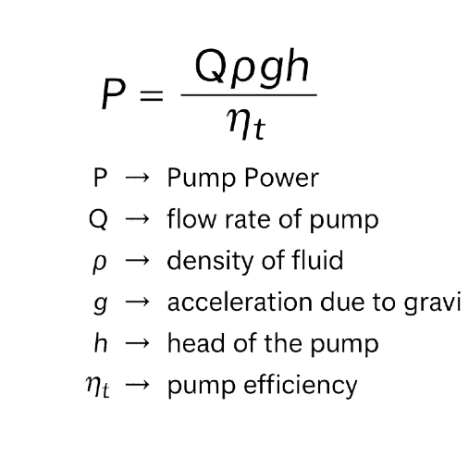 P = Qρgh / ηt
P → Pump Power
Q → flow rate of pump
ρ → density of fluid
g → acceleration due to gravi
h → head of the pump
ηt → pump efficiency